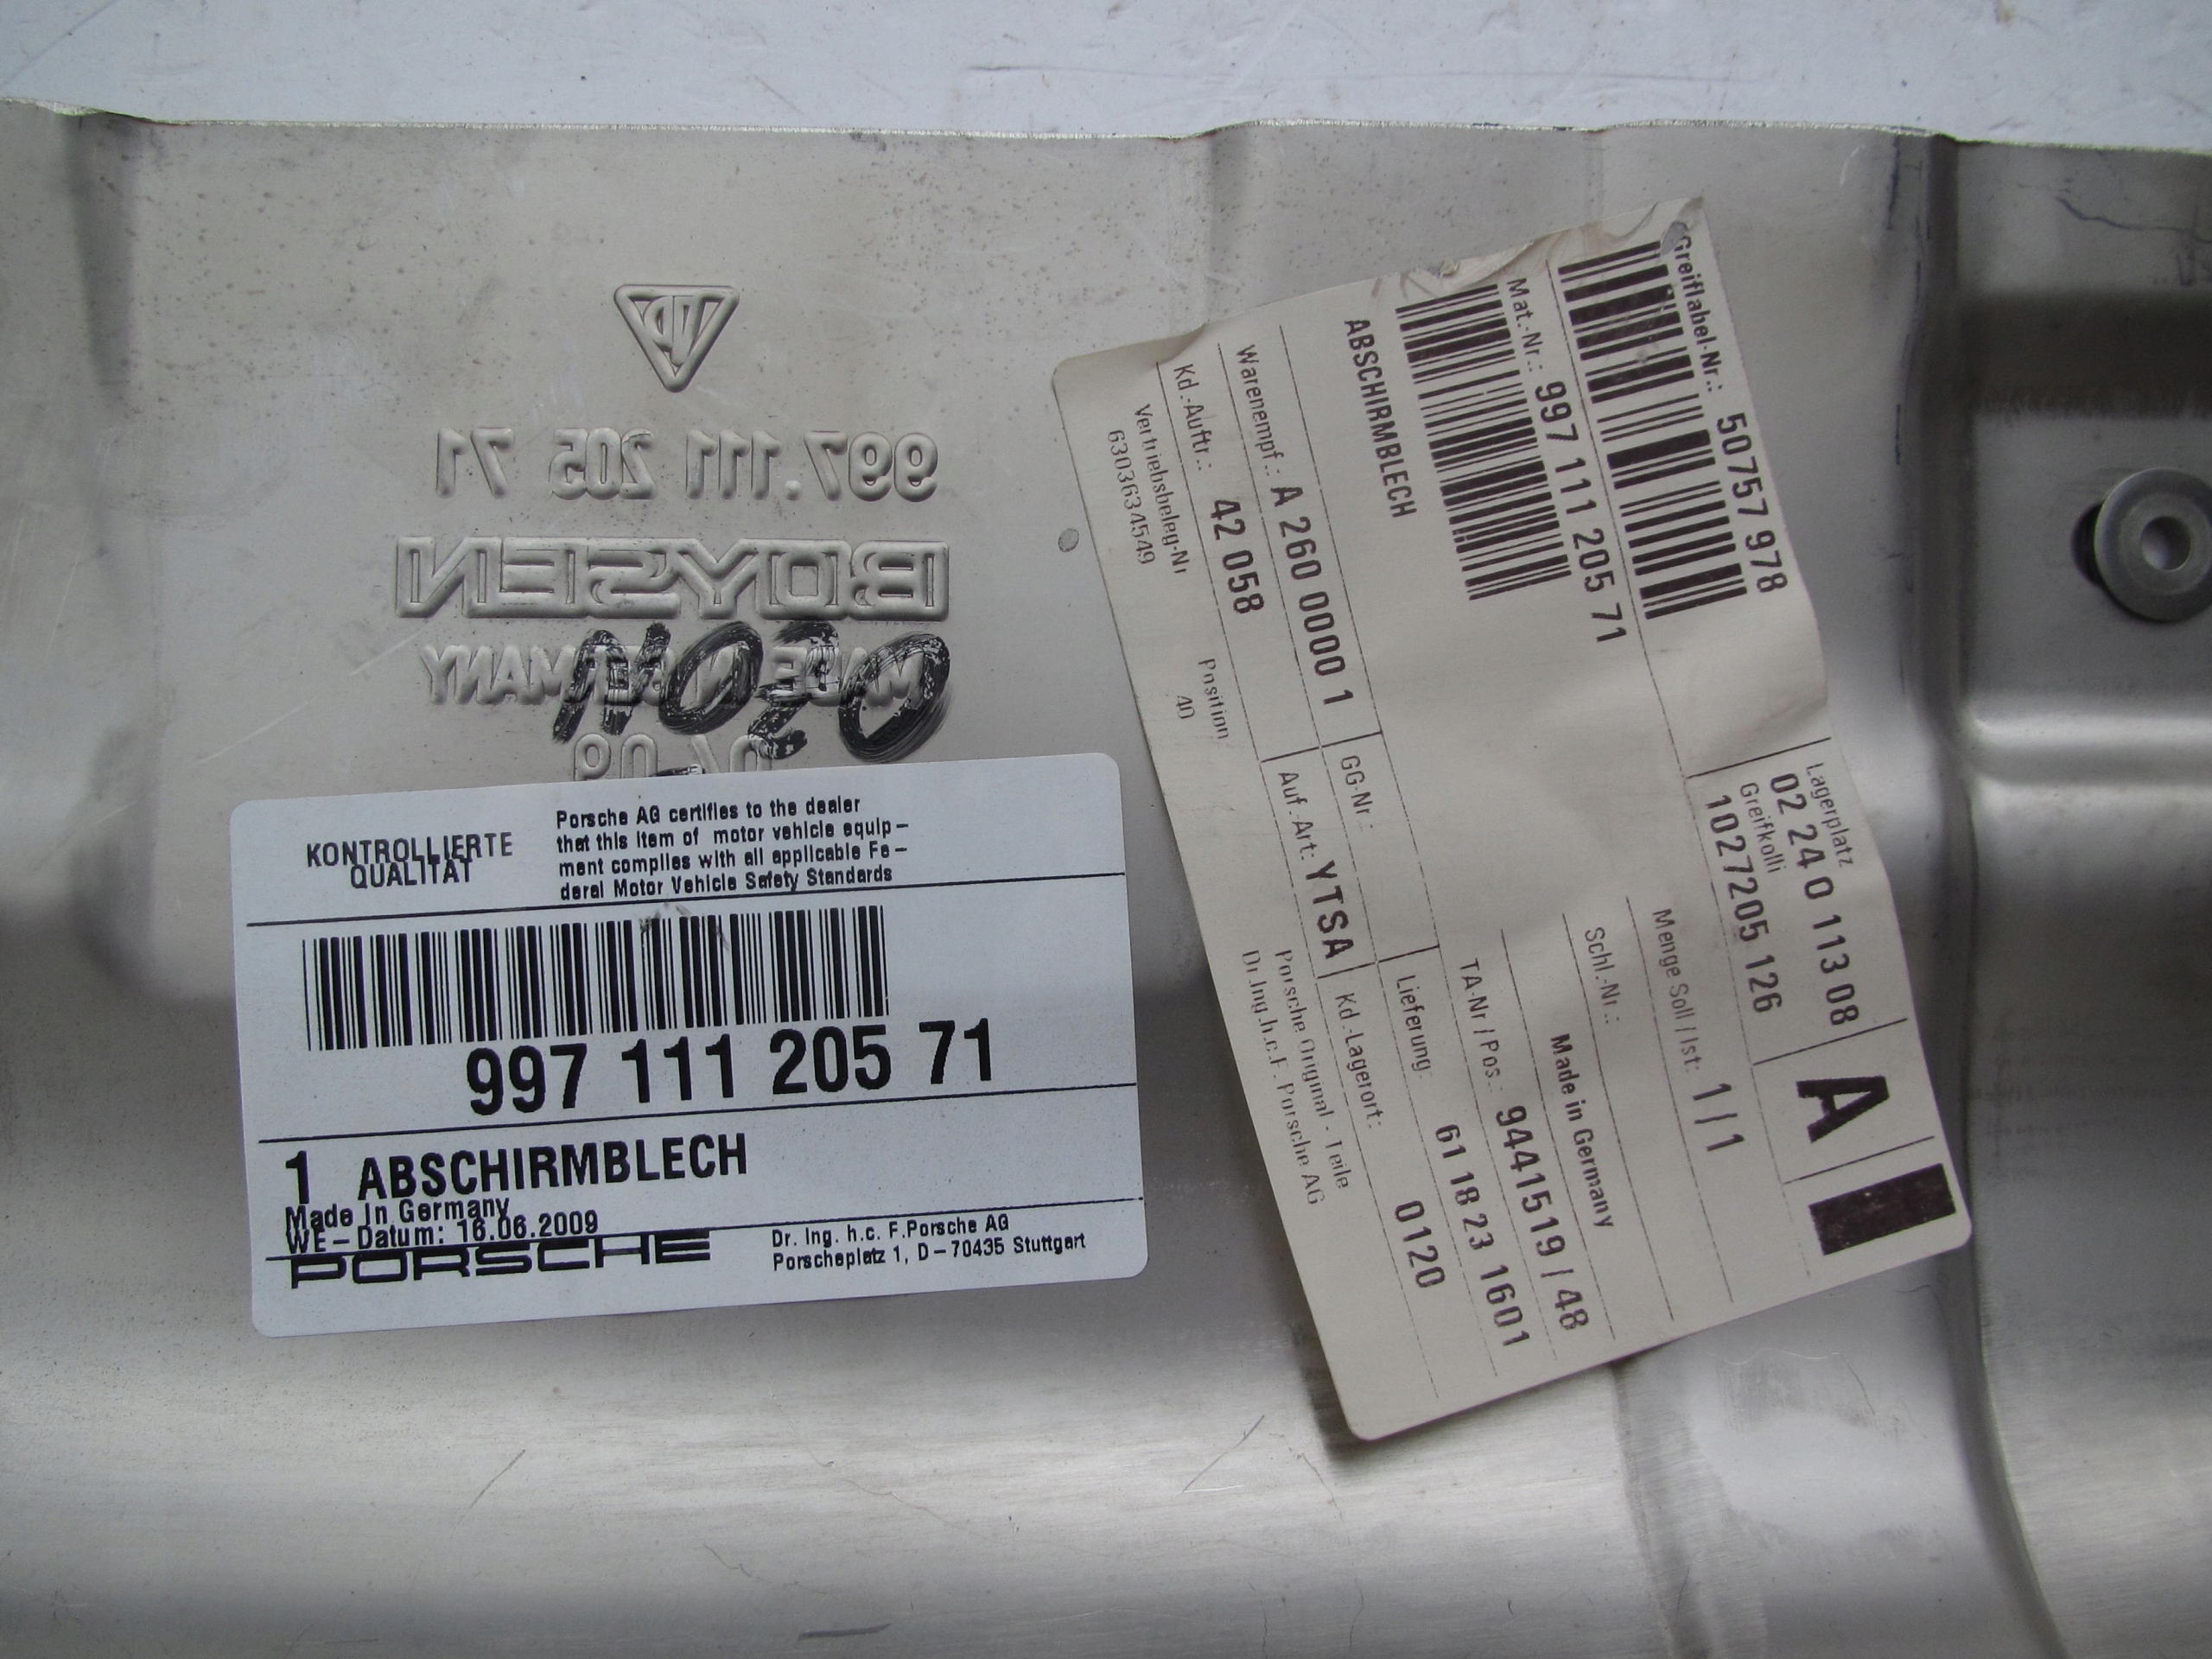 997.111 205 71
BOYSEN
MADE IN GERMANY
KONTROLLIERTE
QUALITÄT
Porsche AG certifies to the dealer
that this item of motor vehicle equip-
ment complies with all applicable Fe-
deral Motor Vehicle Safety Standards
997 111 205 71
1 ABSCHIRMBLECH
Made In Germany
WE-Datum: 16.06.2009
PORSCHE
Dr. Ing. h.c. F.Porsche AG
Porscheplatz 1, D-70435 Stuttgart
Greiflabel-Nr.: 50757 978
Lagerplatz
02 24 0 113 08
Greifkolli
1027205 126
A
Mat.-Nr.: 997 111 205 71
Menge Soll / Ist: 1 / 1
Schl.-Nr.:
ABSCHIRMBLECH
Made in Germany
TA-Nr / Pos.: 9441519 / 48
Warenempf.: A 260 0000 1
GG-Nr.:
Lieferung: 61 18 23 1601
Kd.-Auftr.: 42 058
Auf.-Art: YTSA
Kd.-Lagerort: 0120
Vertriebsbeleg-Nr
6303634549
Position
40
Porsche Original - Teile
Dr.Ing.h.c.F. Porsche AG